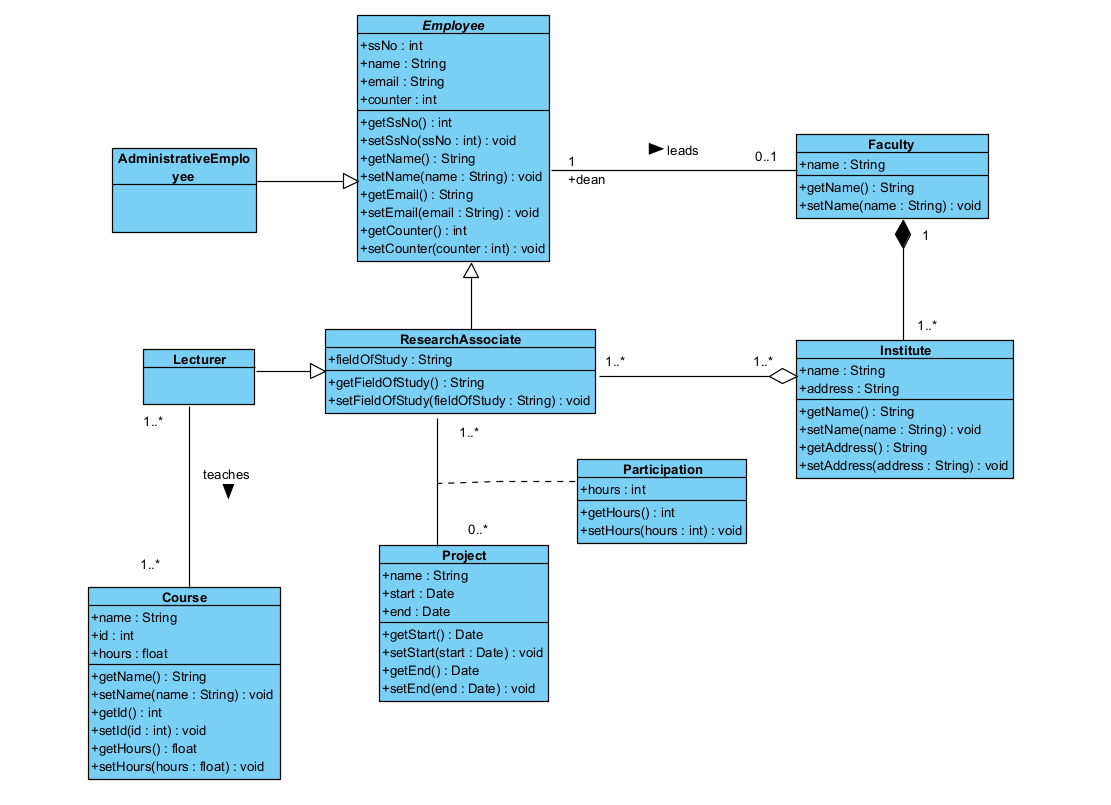 Employee
+ssNo : int
+name : String
+email : String
+counter : int
+getSsNo() : int
+setSsNo(ssNo : int) : void
+getName() : String
+setName(name : String) : void
+getEmail() : String
+setEmail(email : String) : void
+getCounter() : int
+setCounter(counter : int) : void
AdministrativeEmplo
yee
leads
1
+dean
0..1
Faculty
+name : String
+getName() : String
+setName(name : String) : void
1
1..*
Institute
+name : String
+address : String
+getName() : String
+setName(name : String) : void
+getAddress() : String
+setAddress(address : String) : void
1..*
1..*
ResearchAssociate
+fieldOfStudy : String
+getFieldOfStudy() : String
+setFieldOfStudy(fieldOfStudy : String) : void
Lecturer
1..*
teaches
1..*
1..*
0..*
Participation
+hours : int
+getHours() : int
+setHours(hours : int) : void
Project
+name : String
+start : Date
+end : Date
+getStart() : Date
+setStart(start : Date) : void
+getEnd() : Date
+setEnd(end : Date) : void
Course
+name : String
+id : int
+hours : float
+getName() : String
+setName(name : String) : void
+getId() : int
+setId(id : int) : void
+getHours() : float
+setHours(hours : float) : void